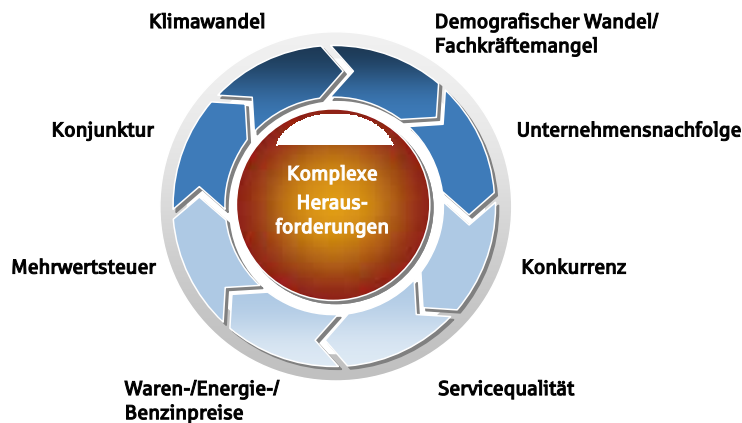 Klimawandel
Demografischer Wandel/
Fachkräftemangel
Konjunktur
Unternehmensnachfolge
Komplexe
Heraus-
forderungen
Mehrwertsteuer
Konkurrenz
Waren-/Energie-/
Benzinpreise
Servicequalität